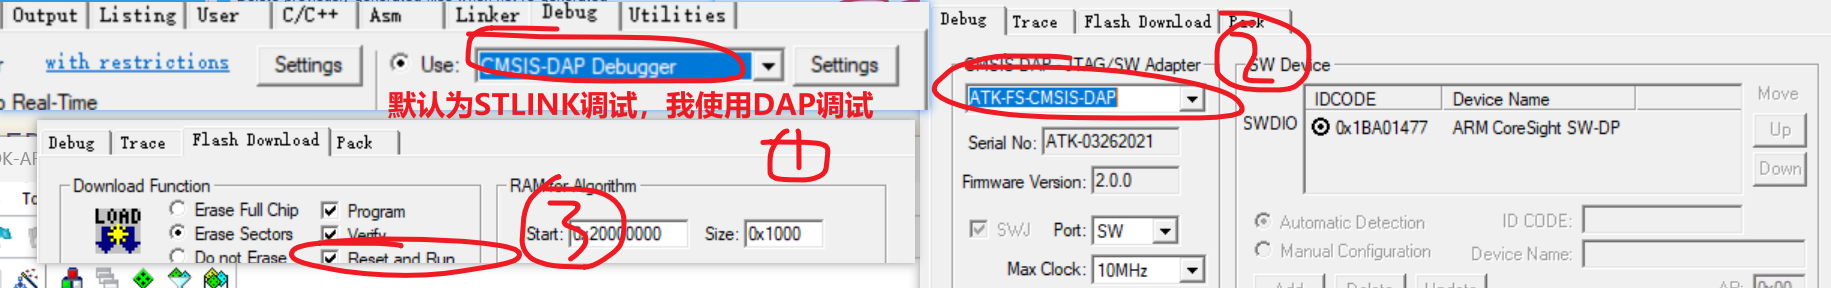 Output Listing User C/C++ Asm Linker Debug Utilities
with restrictions Settings Use: CMSIS-DAP Debugger Settings
Real-Time
默认为STLINK调试，我使用DAP调试
1
Debug Trace Flash Download Pack
Download Function
LOAD
Erase Full Chip
Erase Sectors
Do not Erase
Program
Verify
Reset and Run
RAM for Algorithm
3
Start: 0x20000000 Size: 0x1000
Debug Trace Flash Download Pack
2
CMSIS-DAP - JTAG/SW Adapter
ATK-FS-CMSIS-DAP
Serial No: ATK-03262021
Firmware Version: 2.0.0
SWJ Port: SW
Max Clock: 10MHz
SW Device
IDCODE Device Name
SWDIO 0x1BA01477 ARM CoreSight SW-DP
Move
Up
Down
Automatic Detection ID CODE:
Manual Configuration Device Name:
Add Delete Update AP: 0x00